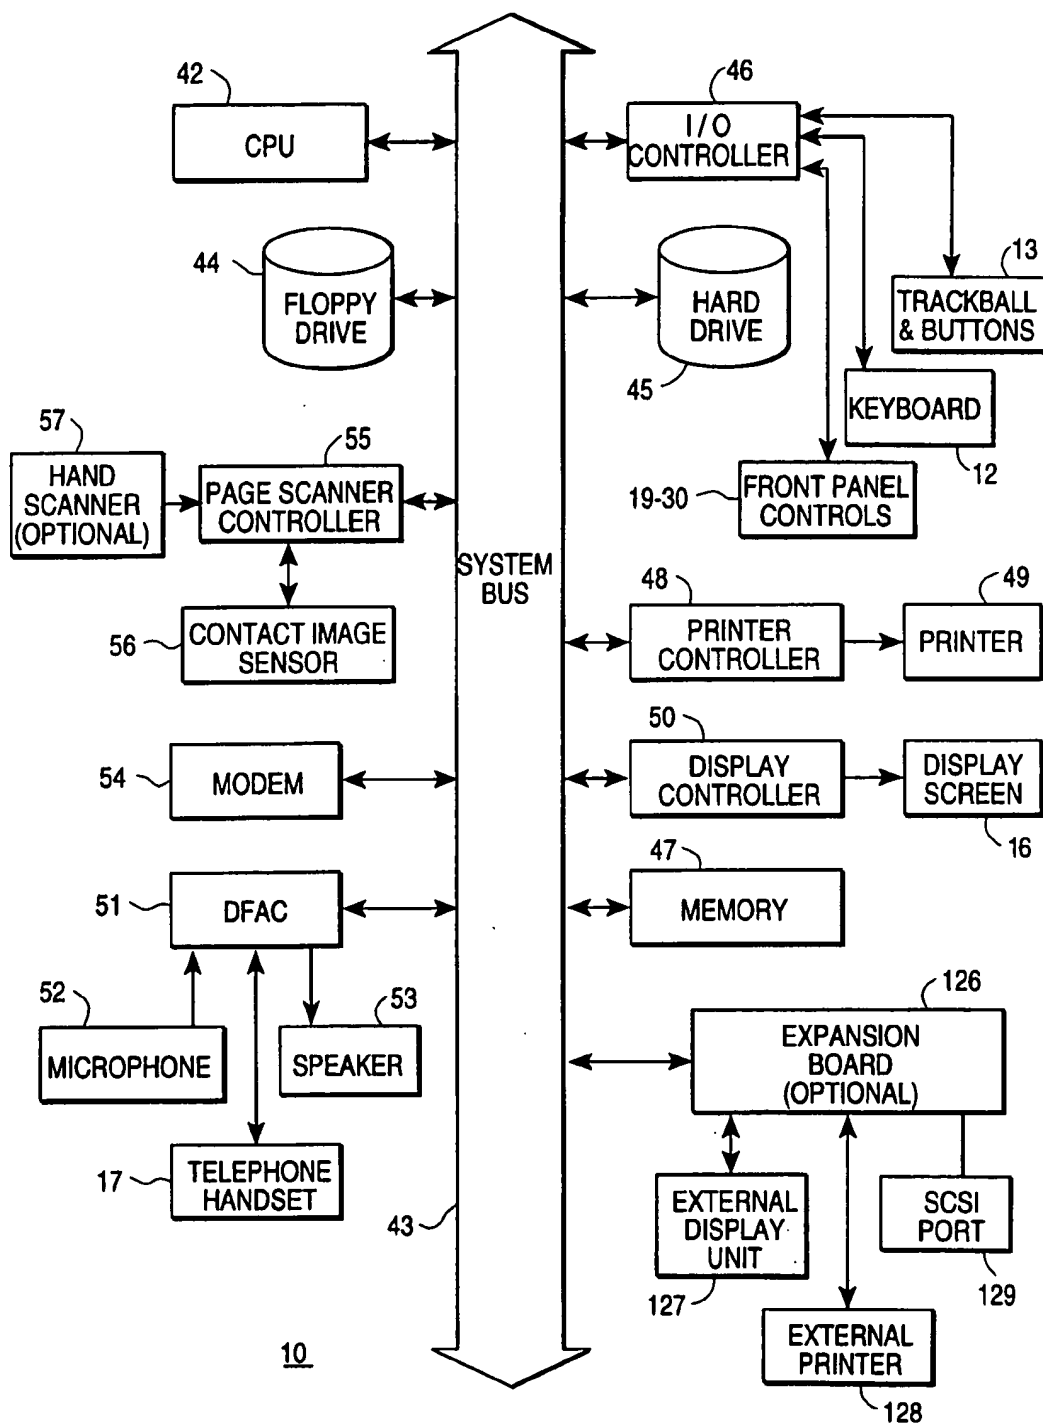 42
CPU
46
I/O
CONTROLLER
44
FLOPPY
DRIVE
HARD
DRIVE
45
13
TRACKBALL
& BUTTONS
KEYBOARD
12
57
HAND
SCANNER
(OPTIONAL)
55
PAGE SCANNER
CONTROLLER
19-30
FRONT PANEL
CONTROLS
SYSTEM
BUS
56
CONTACT IMAGE
SENSOR
48
PRINTER
CONTROLLER
49
PRINTER
54
MODEM
50
DISPLAY
CONTROLLER
DISPLAY
SCREEN
16
51
DFAC
47
MEMORY
52
MICROPHONE
53
SPEAKER
126
EXPANSION
BOARD
(OPTIONAL)
17
TELEPHONE
HANDSET
43
EXTERNAL
DISPLAY
UNIT
127
SCSI
PORT
129
10
EXTERNAL
PRINTER
128